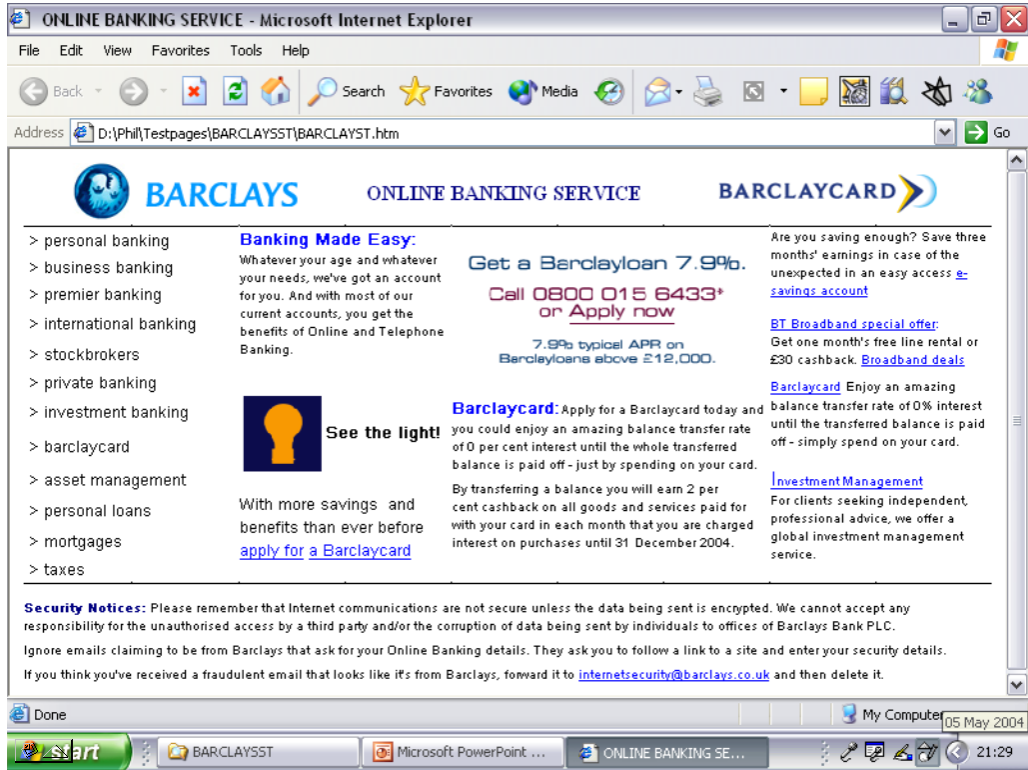 ONLINE BANKING SERVICE - Microsoft Internet Explorer
File Edit View Favorites Tools Help
Back Search Favorites Media
Address D:\Phil\Testpages\BARCLAYSST\BARCLAYST.htm Go
BARCLAYS ONLINE BANKING SERVICE BARCLAYCARD
> personal banking
> business banking
> premier banking
> international banking
> stockbrokers
> private banking
> investment banking
> barclaycard
> asset management
> personal loans
> mortgages
> taxes
Banking Made Easy:
Whatever your age and whatever
your needs, we've got an account
for you. And with most of our
current accounts, you get the
benefits of Online and Telephone
Banking.
See the light!
With more savings and
benefits than ever before
apply for a Barclaycard
Get a Barclayloan 7.9%.
Call 0800 015 6433*
or Apply now
7.9% typical APR on
Barclayloans above £12,000.
Barclaycard: Apply for a Barclaycard today and
you could enjoy an amazing balance transfer rate
of 0 per cent interest until the whole transferred
balance is paid off - just by spending on your card.
By transferring a balance you will earn 2 per
cent cashback on all goods and services paid for
with your card in each month that you are charged
interest on purchases until 31 December 2004.
Are you saving enough? Save three
months' earnings in case of the
unexpected in an easy access e-
savings account
BT Broadband special offer:
Get one month's free line rental or
£30 cashback. Broadband deals
Barclaycard Enjoy an amazing
balance transfer rate of 0% interest
until the transferred balance is paid
off - simply spend on your card.
Investment Management
For clients seeking independent,
professional advice, we offer a
global investment management
service.
Security Notices: Please remember that Internet communications are not secure unless the data being sent is encrypted. We cannot accept any
responsibility for the unauthorised access by a third party and/or the corruption of data being sent by individuals to offices of Barclays Bank PLC.
Ignore emails claiming to be from Barclays that ask for your Online Banking details. They ask you to follow a link to a site and enter your security details.
If you think you've received a fraudulent email that looks like it's from Barclays, forward it to internetsecurity@barclays.co.uk and then delete it.
Done My Computer
05 May 2004
start BARCLAYSST Microsoft PowerPoint ... ONLINE BANKING SE... 21:29